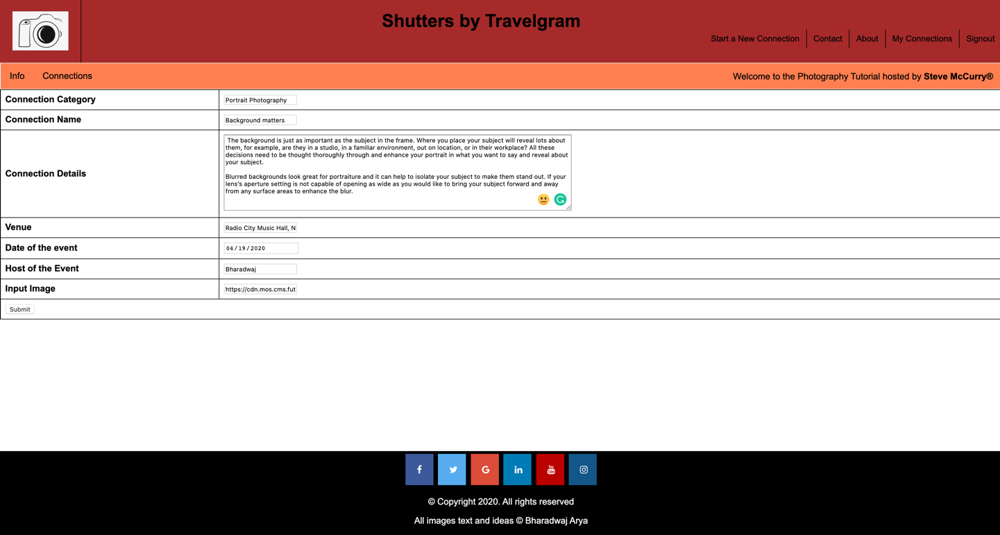 Shutters by Travelgram
Start a New Connection
Contact
About
My Connections
Signout
Info
Connections
Welcome to the Photography Tutorial hosted by Steve McCurry®
Connection Category
Portrait Photography
Connection Name
Background matters
Connection Details
The background is just as important as the subject in the frame. Where you place your subject will reveal lots about
them, for example, are they in a studio, in a familiar environment, out on location, or in their workplace? All these
decisions need to be thought thoroughly through and enhance your portrait in what you want to say and reveal about
your subject.
Blurred backgrounds look great for portraiture and it can help to isolate your subject to make them stand out. If your
lens's aperture setting is not capable of opening as wide as you would like to bring your subject forward and away
from any surface areas to enhance the blur.
Venue
Radio City Music Hall, N
Date of the event
04/19/2020
Host of the Event
Bharadwaj
Input Image
https://cdn.mos.cms.fut
Submit
© Copyright 2020. All rights reserved
All images text and ideas © Bharadwaj Arya